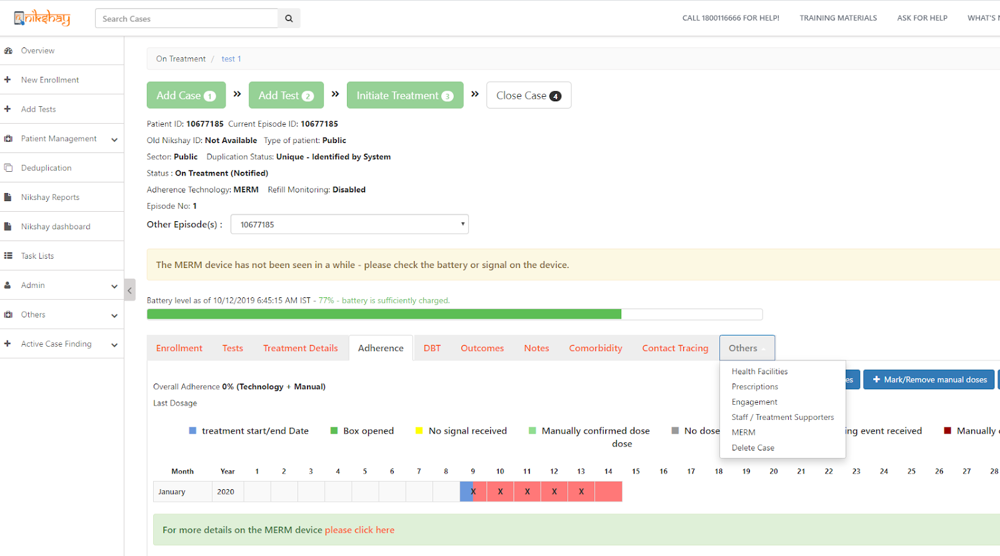 nikshay
Search Cases
CALL 1800116666 FOR HELP!
TRAINING MATERIALS
ASK FOR HELP
WHAT'S
Overview
New Enrollment
Add Tests
Patient Management
Deduplication
Nikshay Reports
Nikshay dashboard
Task Lists
Admin
Others
Active Case Finding
On Treatment / test 1
Add Case 1 » Add Test 2 » Initiate Treatment 3 » Close Case 4
Patient ID: 10677185 Current Episode ID: 10677185
Old Nikshay ID: Not Available Type of patient: Public
Sector: Public Duplication Status: Unique - Identified by System
Status : On Treatment (Notified)
Adherence Technology: MERM Refill Monitoring: Disabled
Episode No: 1
Other Episode(s) : 10677185
The MERM device has not been seen in a while - please check the battery or signal on the device.
Battery level as of 10/12/2019 6:45:15 AM IST - 77% - battery is sufficiently charged.
Enrollment Tests Treatment Details Adherence DBT Outcomes Notes Comorbidity Contact Tracing Others
Health Facilities
Prescriptions
Engagement
Staff / Treatment Supporters
MERM
Delete Case
es
+ Mark/Remove manual doses
Overall Adherence 0% (Technology + Manual)
Last Dosage
treatment start/end Date Box opened No signal received Manually confirmed dose No dose ing event received Manually
dose
Month Year 1 2 3 4 5 6 7 8 9 10 11 12 13 14 15 16 17 18 19 20 21 22 23 24 25 26 27 28
January 2020 X X X X X
For more details on the MERM device please click here